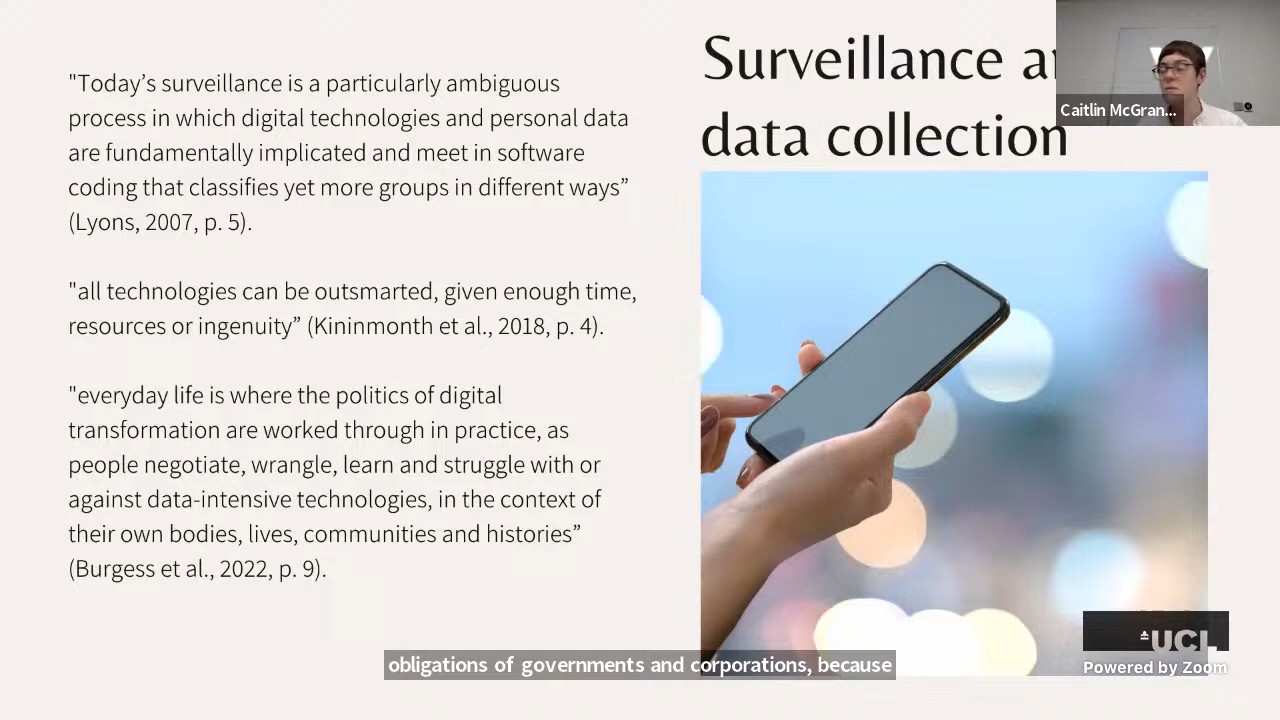 "Today’s surveillance is a particularly ambiguous
process in which digital technologies and personal data
are fundamentally implicated and meet in software
coding that classifies yet more groups in different ways”
(Lyons, 2007, p. 5).
"all technologies can be outsmarted, given enough time,
resources or ingenuity” (Kininmonth et al., 2018, p. 4).
"everyday life is where the politics of digital
transformation are worked through in practice, as
people negotiate, wrangle, learn and struggle with or
against data-intensive technologies, in the context of
their own bodies, lives, communities and histories”
(Burgess et al., 2022, p. 9).
Surveillance
data collection
Caitlin McGran...
obligations of governments and corporations, because
UCL
Powered by Zoom